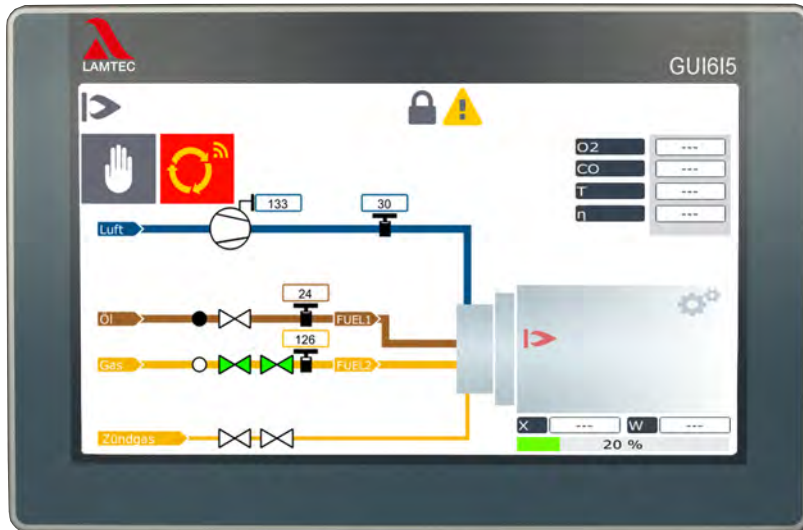 LAMTEC
GUI6I5
O2 ---
CO ---
T ---
η ---
133
30
Luft
24
Öl
FUEL1
126
Gas
FUEL2
X --- W ---
20 %
Zündgas